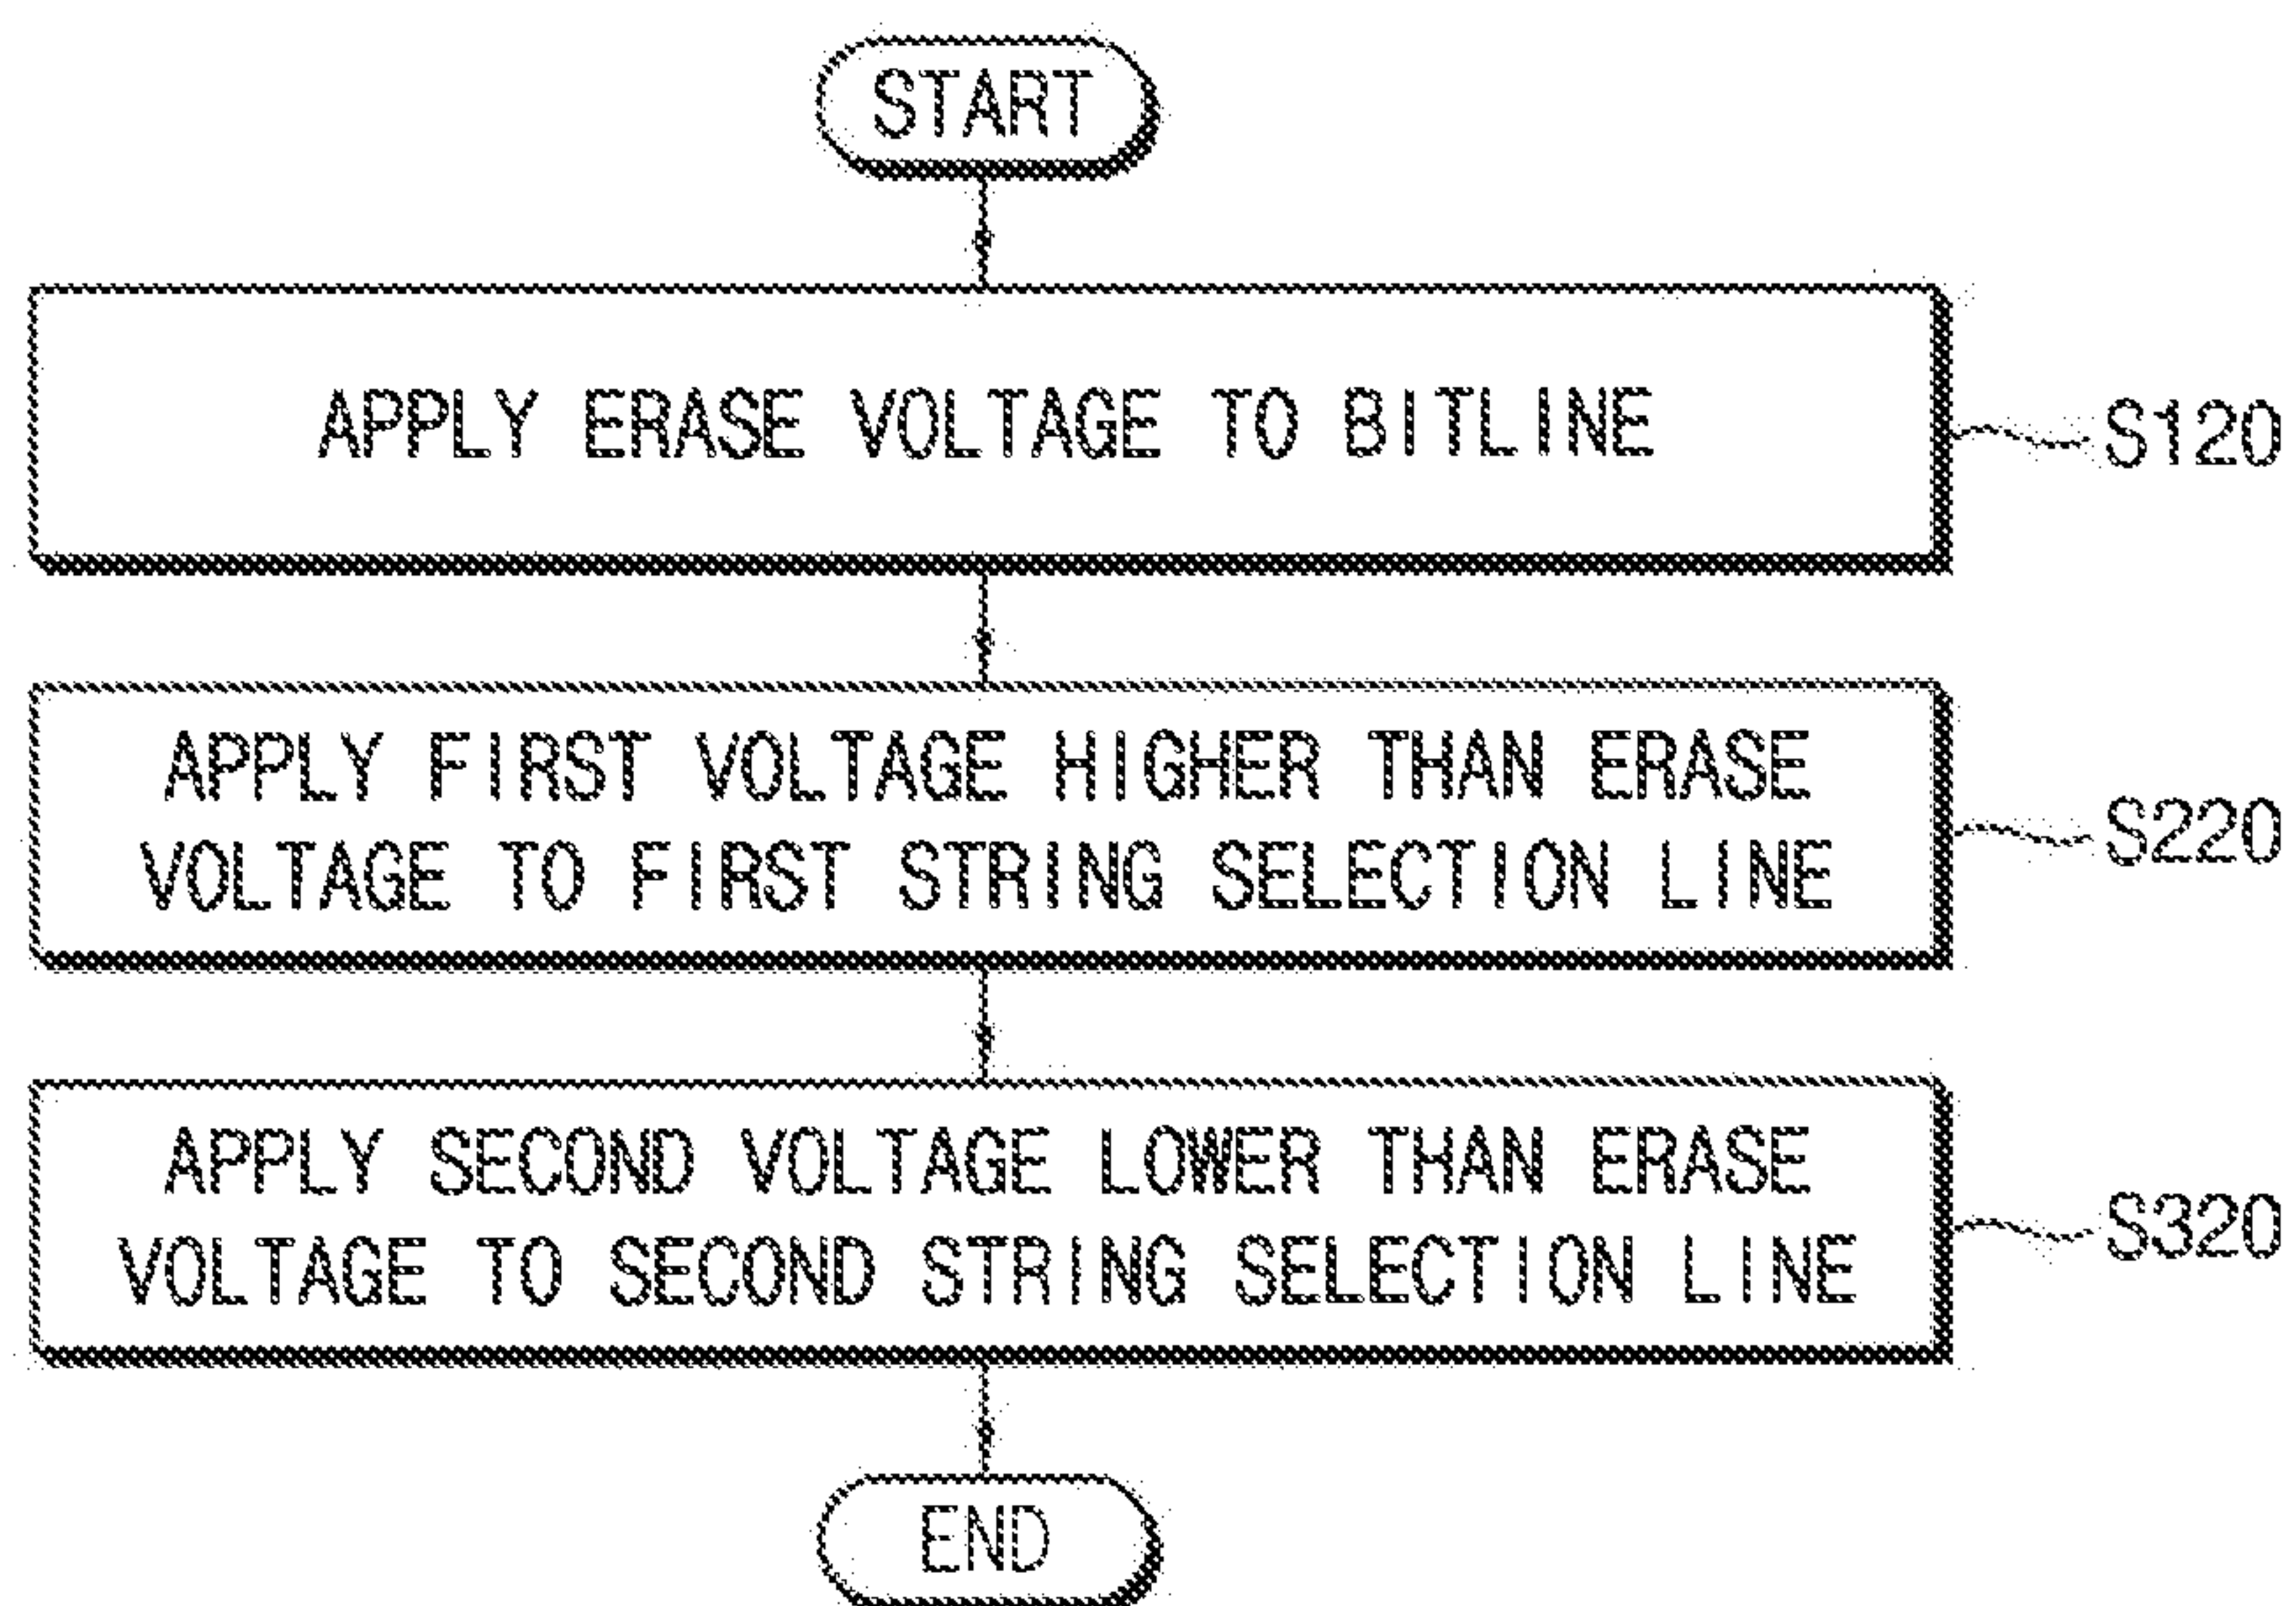 START
APPLY ERASE VOLTAGE TO BITLINE
S120
APPLY FIRST VOLTAGE HIGHER THAN ERASE
VOLTAGE TO FIRST STRING SELECTION LINE
S220
APPLY SECOND VOLTAGE LOWER THAN ERASE
VOLTAGE TO SECOND STRING SELECTION LINE
S320
END